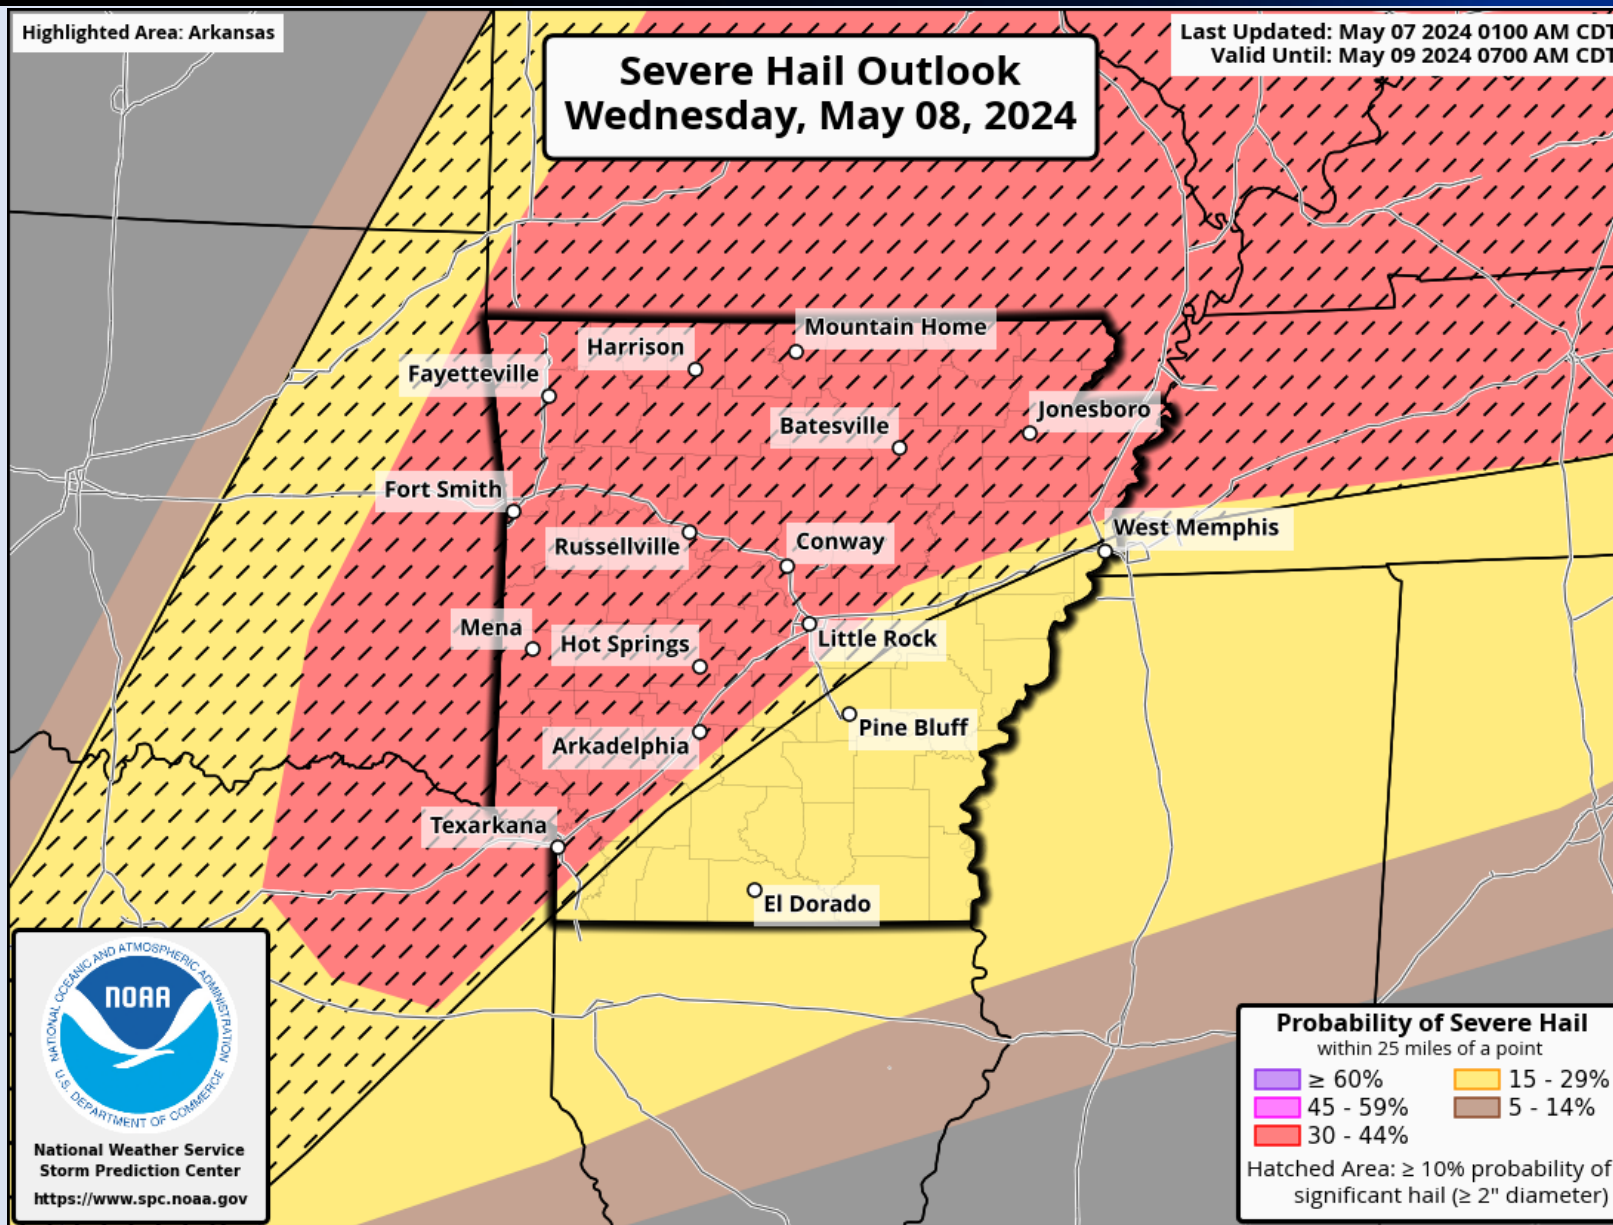 Highlighted Area: Arkansas
Last Updated: May 07 2024 0100 AM CDT
Valid Until: May 09 2024 0700 AM CDT
Severe Hail Outlook
Wednesday, May 08, 2024
Mountain Home
Harrison
Fayetteville
Jonesboro
Batesville
Fort Smith
West Memphis
Conway
Russellville
Mena
Hot Springs
Little Rock
Pine Bluff
Arkadelphia
Texarkana
El Dorado
NATIONAL OCEANIC AND ATMOSPHERIC ADMINISTRATION
NOAA
U.S. DEPARTMENT OF COMMERCE
National Weather Service
Storm Prediction Center
https://www.spc.noaa.gov
Probability of Severe Hail
within 25 miles of a point
≥ 60%
15 - 29%
45 - 59%
5 - 14%
30 - 44%
Hatched Area: ≥ 10% probability of
significant hail (≥ 2" diameter)